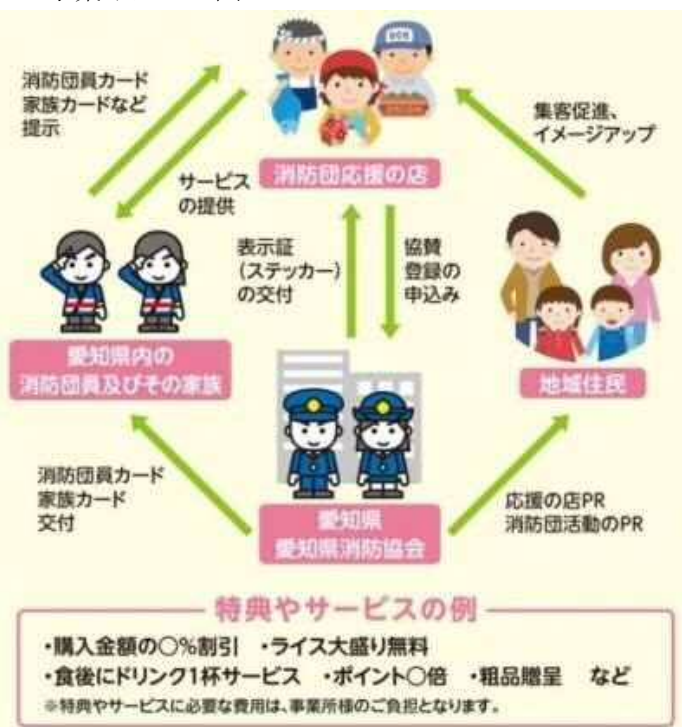 消防団員カード
家族カードなど
提示
集客促進、
イメージアップ
サービス
の提供
消防団応援の店
表示証
(ステッカー)
の交付
協賛
登録の
申込み
愛知県内の
消防団員及びその家族
地域住民
消防団員カード
家族カード
交付
愛知県
愛知県消防協会
応援の店PR
消防団活動のPR
特典やサービスの例
・購入金額の○%割引 ・ライス大盛り無料
・食後にドリンク1杯サービス ・ポイント○倍 ・粗品贈呈 など
※特典やサービスに必要な費用は、事業所様のご負担となります。